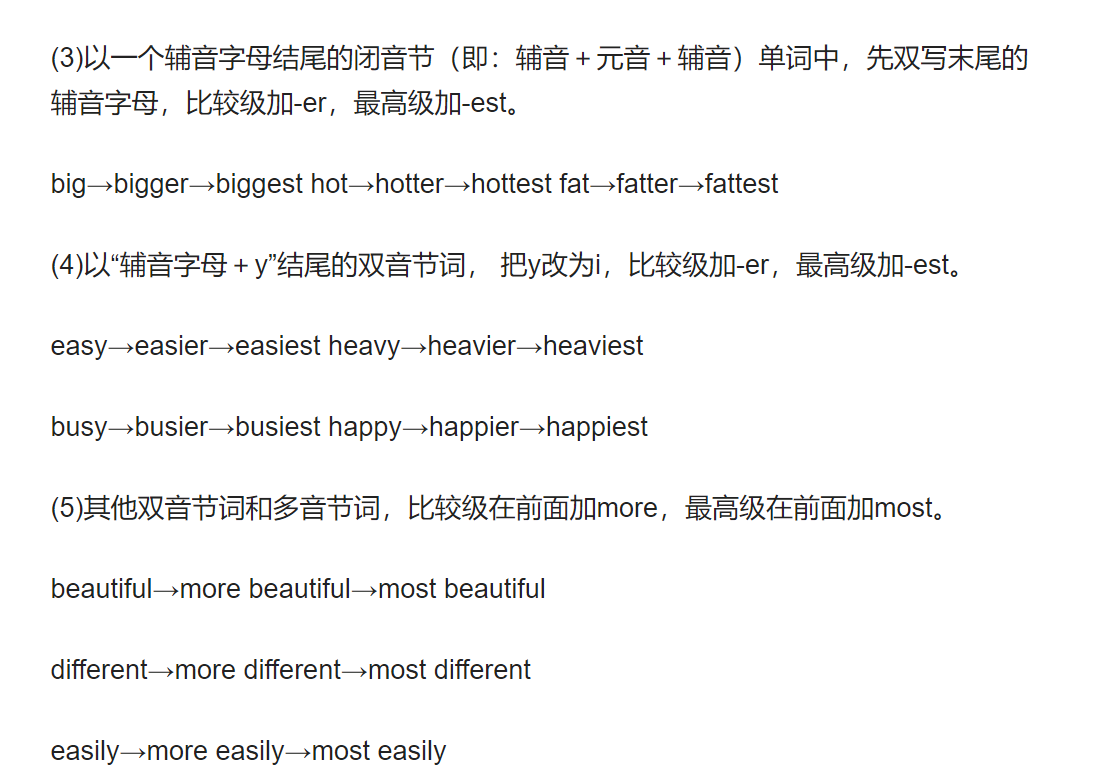 (3)以一个辅音字母结尾的闭音节（即：辅音＋元音＋辅音）单词中，先双写末尾的
辅音字母，比较级加-er，最高级加-est。
big→bigger→biggest hot→hotter→hottest fat→fatter→fattest
(4)以“辅音字母＋y”结尾的双音节词， 把y改为i，比较级加-er，最高级加-est。
easy→easier→easiest heavy→heavier→heaviest
busy→busier→busiest happy→happier→happiest
(5)其他双音节词和多音节词，比较级在前面加more，最高级在前面加most。
beautiful→more beautiful→most beautiful
different→more different→most different
easily→more easily→most easily